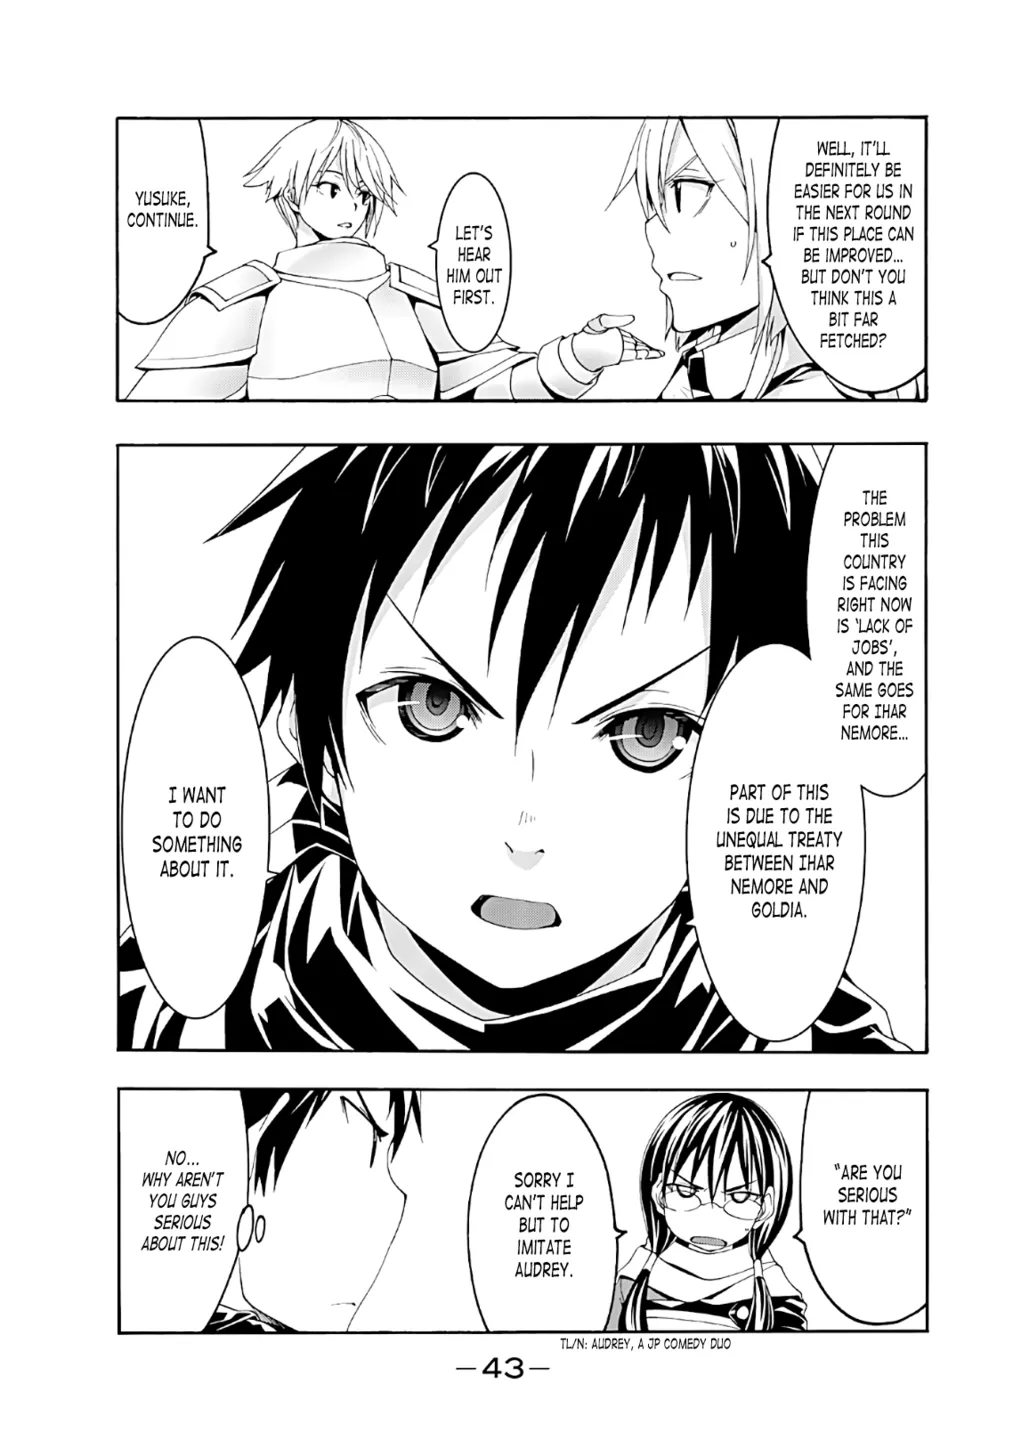 WELL, IT'LL
DEFINITELY BE
EASIER FOR US IN
THE NEXT ROUND
IF THIS PLACE CAN
BE IMPROVED...
BUT DON'T YOU
THINK THIS A
BIT FAR
FETCHED?
LET'S
HEAR
HIM OUT
FIRST.
YUSUKE,
CONTINUE.
THE
PROBLEM
THIS
COUNTRY
IS FACING
RIGHT NOW
IS 'LACK OF
JOBS',
AND THE
SAME GOES
FOR IHAR
NEMORE...
PART OF THIS
IS DUE TO THE
UNEQUAL TREATY
BETWEEN IHAR
NEMORE AND
GOLDIA.
I WANT
TO DO
SOMETHING
ABOUT IT.
"ARE YOU
SERIOUS
WITH THAT?"
SORRY I
CAN'T HELP
BUT TO
IMITATE
AUDREY.
NO...
WHY AREN'T
YOU GUYS
SERIOUS
ABOUT THIS!
TL/N: AUDREY, A JP COMEDY DUO
—43—